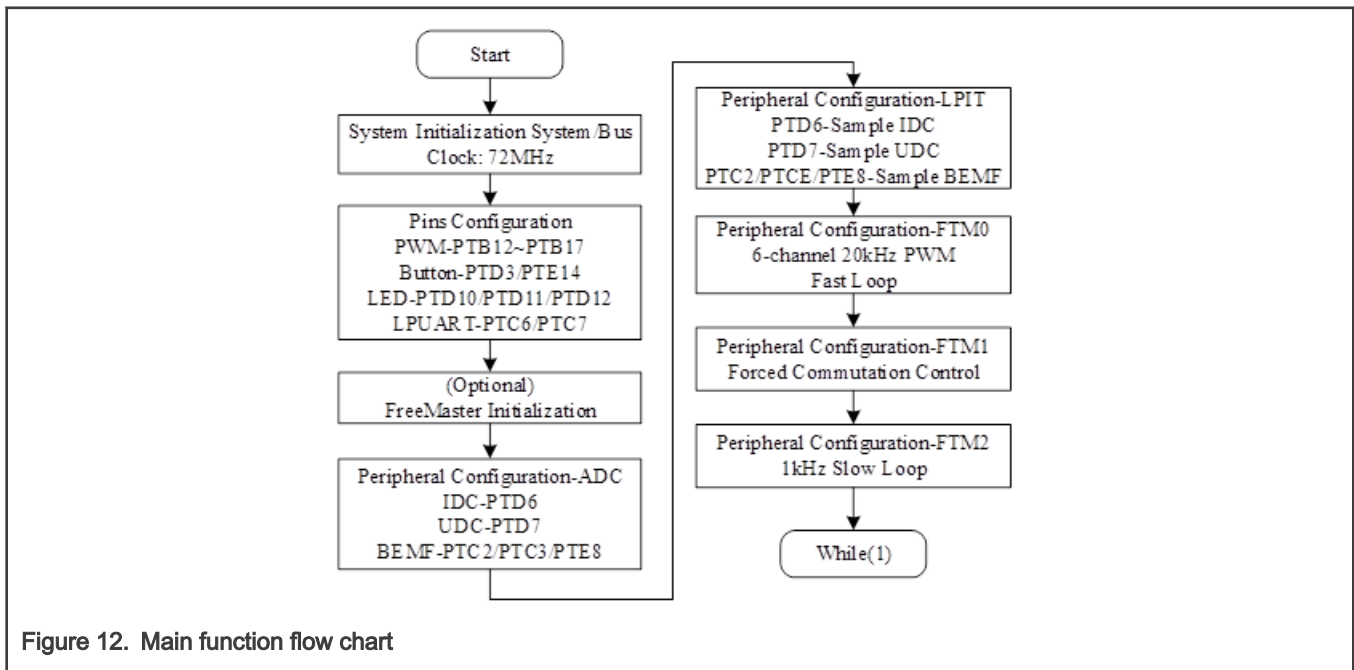 Start
System Initialization System/Bus
Clock: 72MHz
Pins Configuration
PWM-PTB12~PTB17
Button-PTD3/PTE14
LED-PTD10/PTD11/PTD12
LPUART-PTC6/PTC7
(Optional)
FreeMaster Initialization
Peripheral Configuration-ADC
IDC-PTD6
UDC-PTD7
BEMF-PTC2/PTC3/PTE8
Peripheral Configuration-LPIT
PTD6-Sample IDC
PTD7-Sample UDC
PTC2/PTCE/PTE8-Sample BEMF
Peripheral Configuration-FTM0
6-channel 20kHz PWM
Fast Loop
Peripheral Configuration-FTM1
Forced Commutation Control
Peripheral Configuration-FTM2
1kHz Slow Loop
While(1)
Figure 12. Main function flow chart